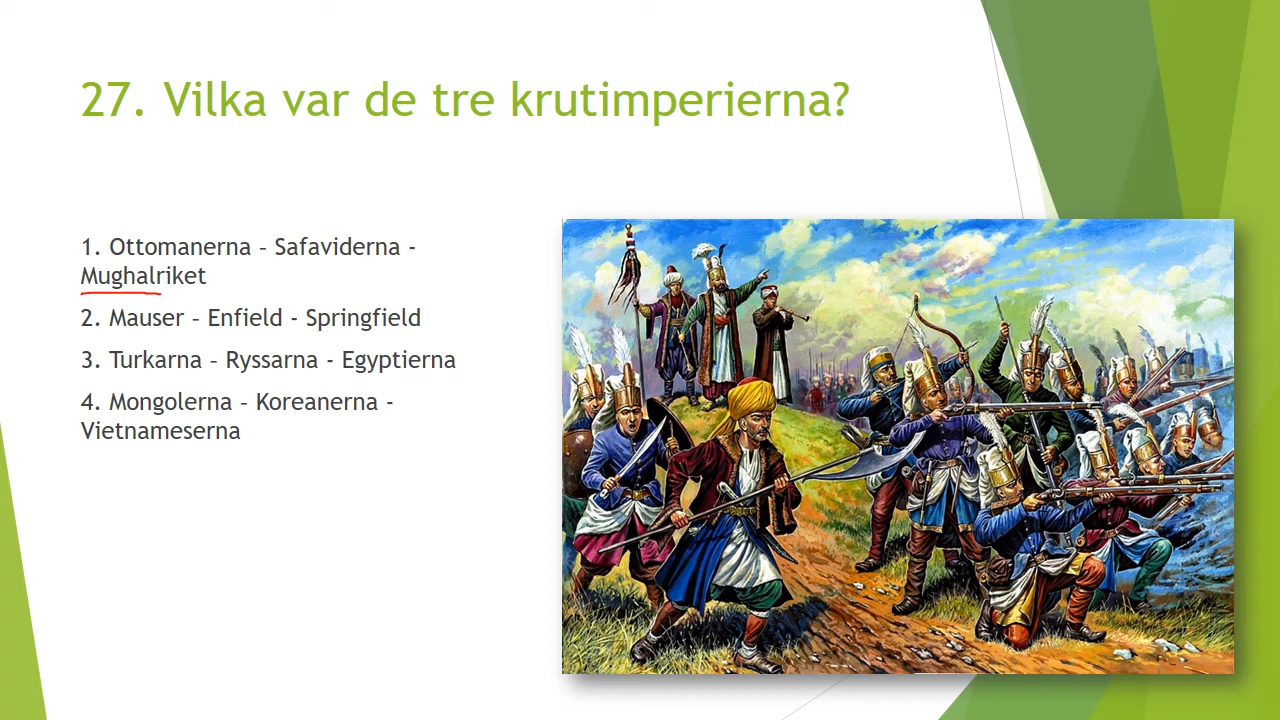 27. Vilka var de tre krutimperierna?
1. Ottomanerna – Safaviderna -
Mughalriket
2. Mauser – Enfield - Springfield
3. Turkarna – Ryssarna - Egyptierna
4. Mongolerna – Koreanerna -
Vietnameserna